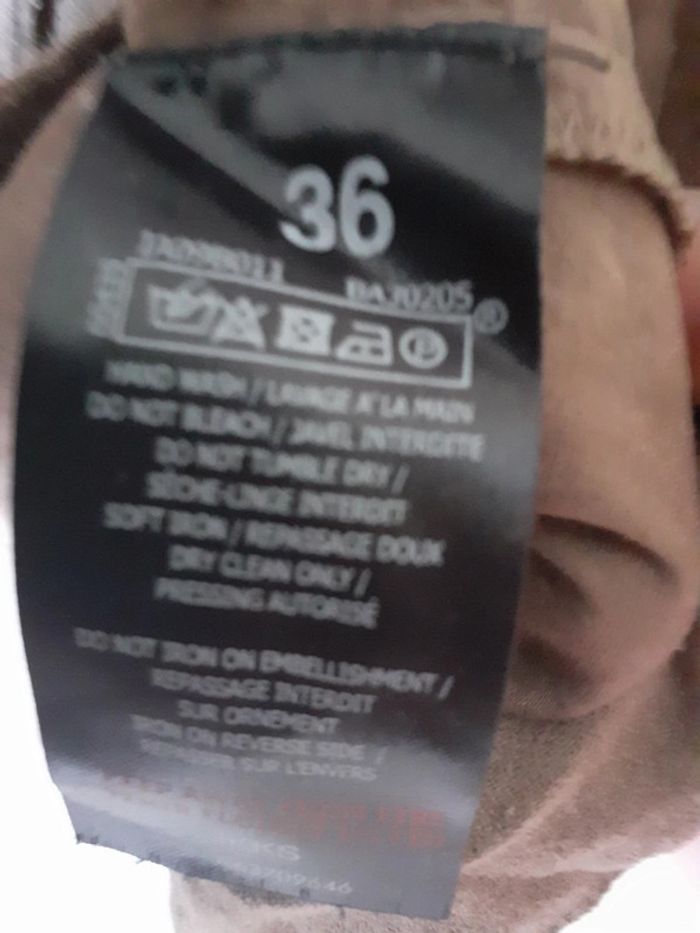 36
BAJ0205
®
HAND WASH / LAVAGE A LA MAIN
DO NOT BLEACH / JAVEL INTERDITE
DO NOT TUMBLE DRY /
SÈCHE-LINGE INTERDIT
SOFT IRON / REPASSAGE DOUX
DRY CLEAN ONLY /
PRESSING AUTORISÉ
DO NOT IRON ON EMBELLISHMENT /
REPASSAGE INTERDIT
SUR ORNEMENT
IRON ON REVERSE SIDE /
REPASSER SUR L'ENVERS